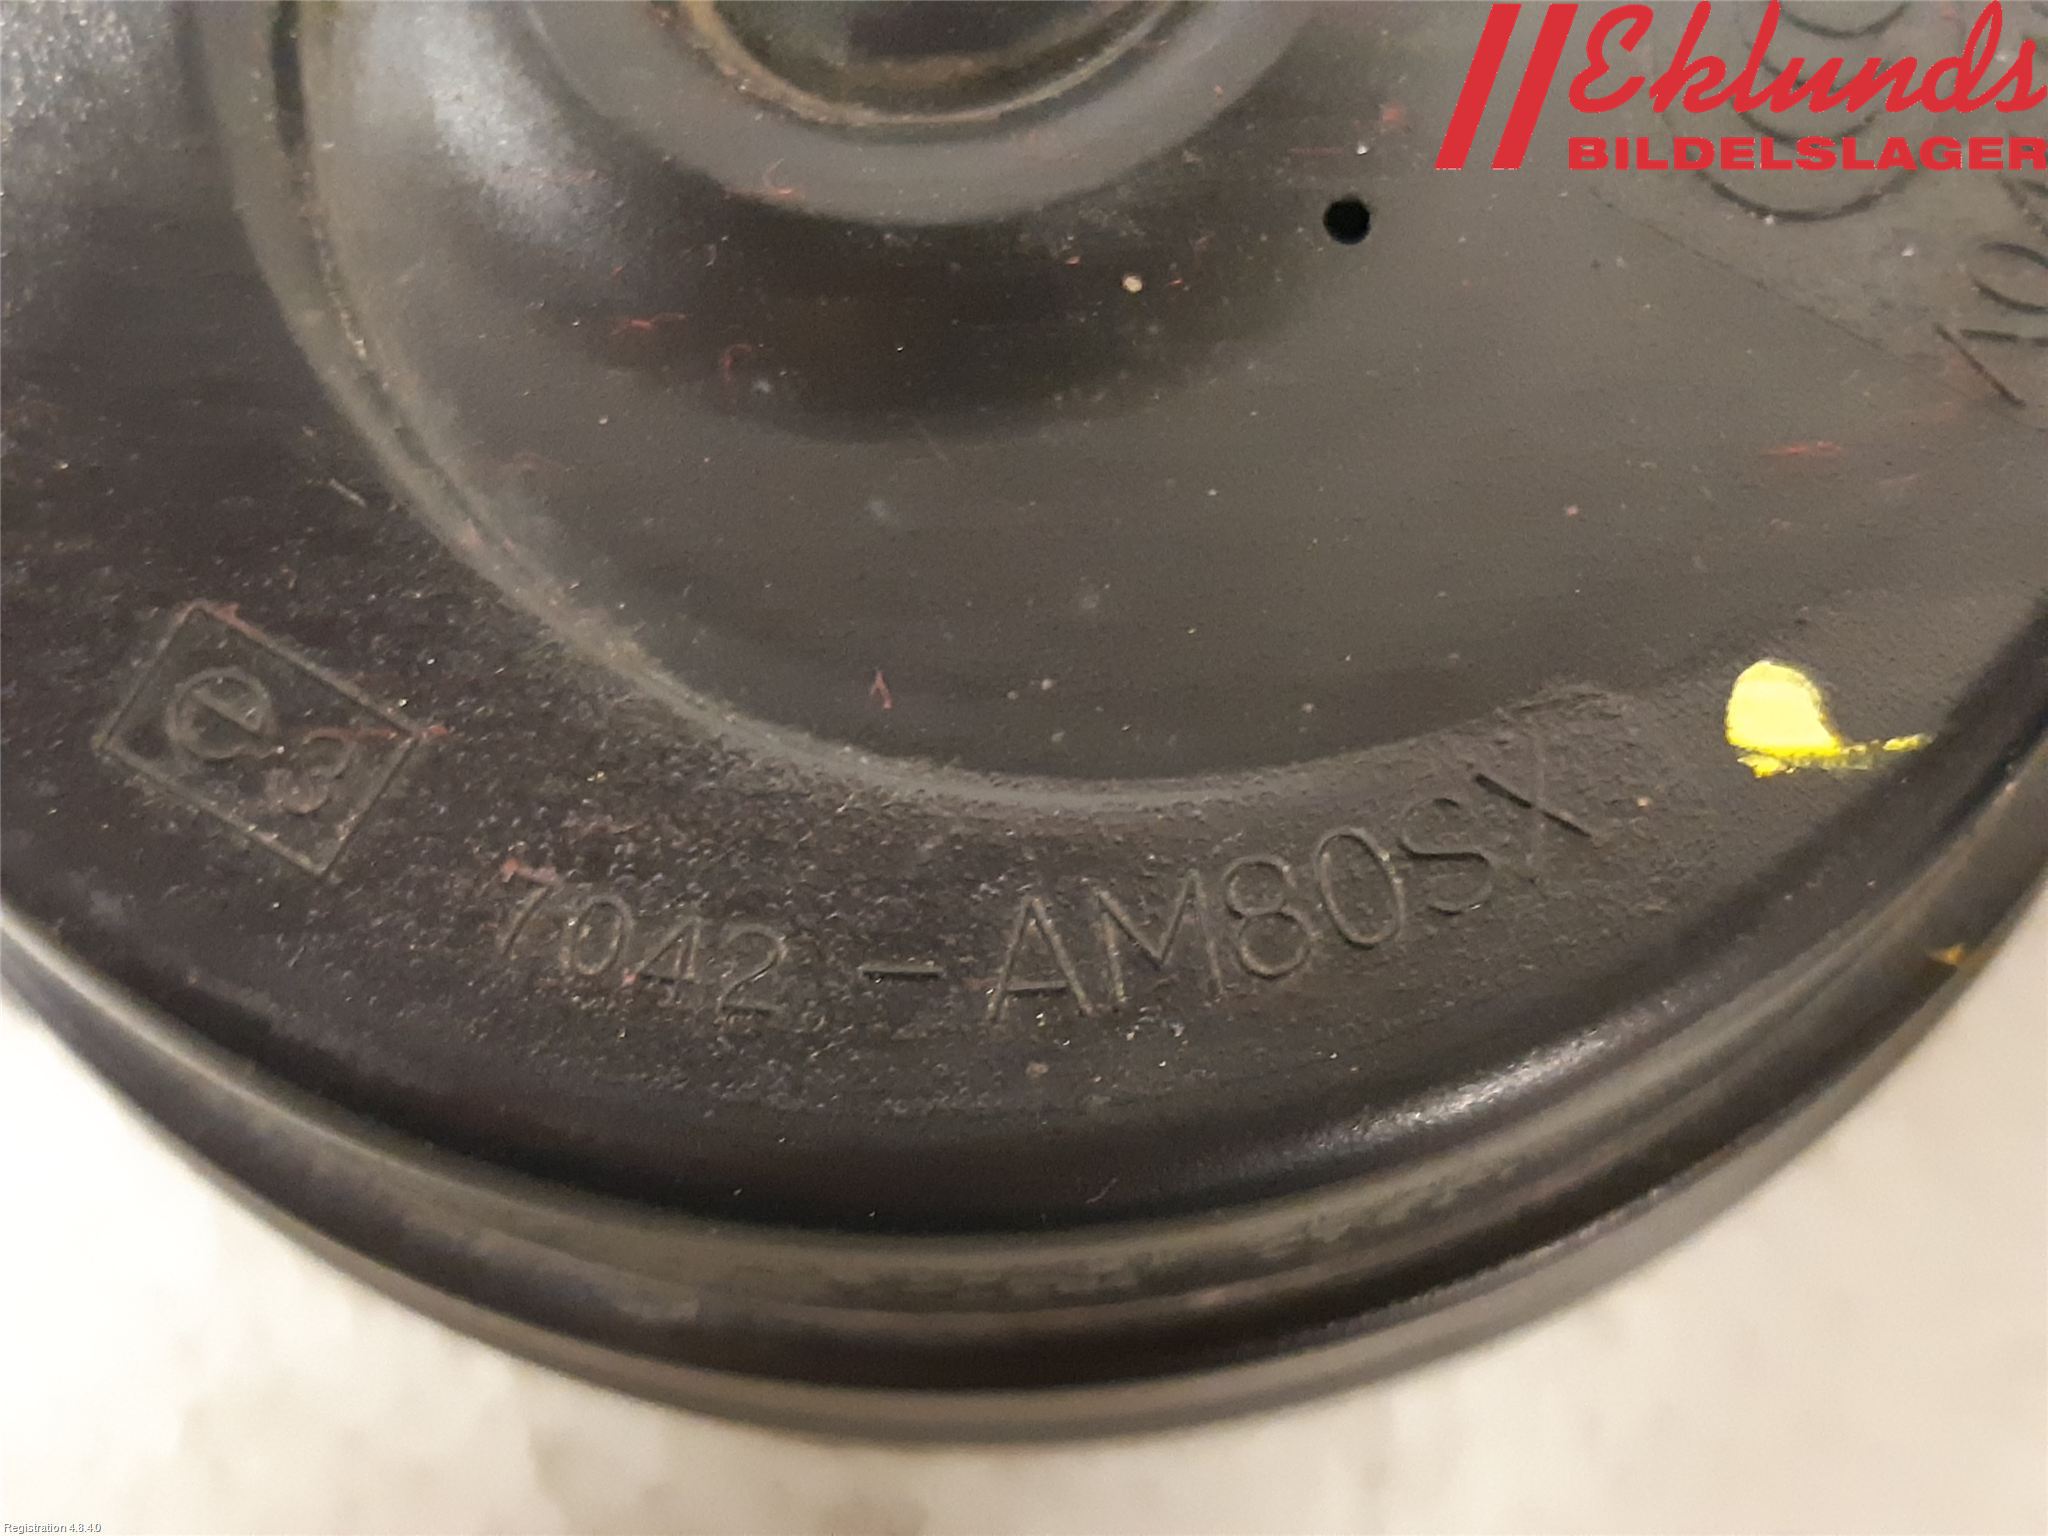 Eklunds
BILDELSLAGER
e3
7042-AM80SX
Registration 4.8.4.0